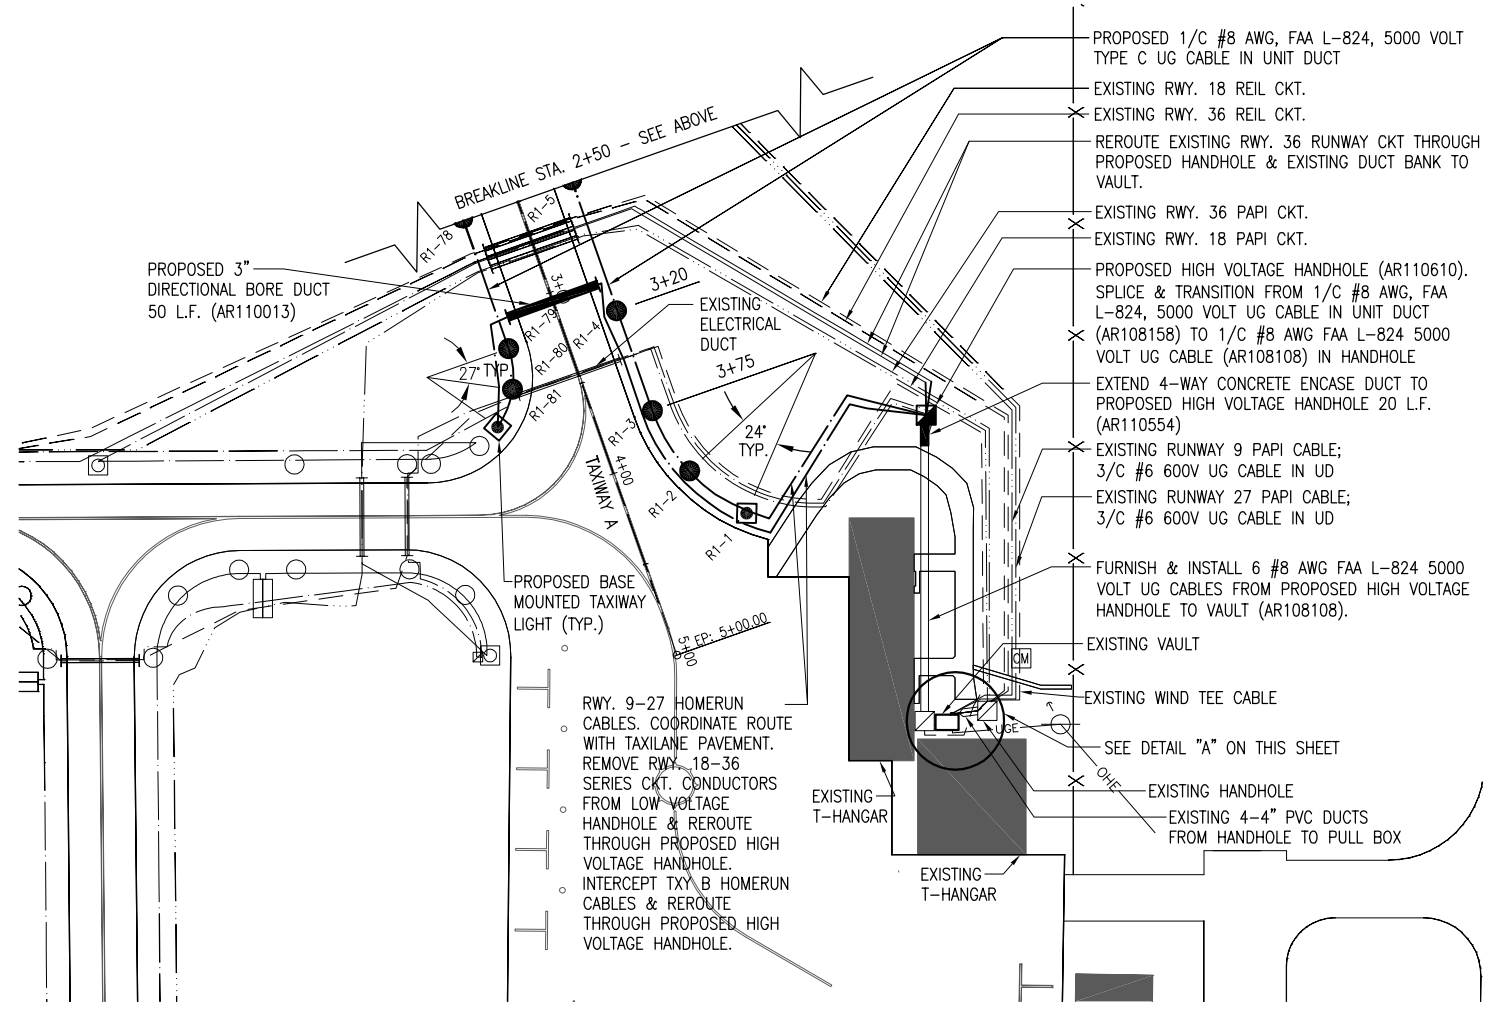 PROPOSED 1/C #8 AWG, FAA L-824, 5000 VOLT
TYPE C UG CABLE IN UNIT DUCT
EXISTING RWY. 18 REIL CKT.
EXISTING RWY. 36 REIL CKT.
REROUTE EXISTING RWY. 36 RUNWAY CKT THROUGH
PROPOSED HANDHOLE & EXISTING DUCT BANK TO
VAULT.
EXISTING RWY. 36 PAPI CKT.
EXISTING RWY. 18 PAPI CKT.
PROPOSED HIGH VOLTAGE HANDHOLE (AR110610).
SPLICE & TRANSITION FROM 1/C #8 AWG, FAA
L-824, 5000 VOLT UG CABLE IN UNIT DUCT
(AR108158) TO 1/C #8 AWG FAA L-824 5000
VOLT UG CABLE (AR108108) IN HANDHOLE
EXTEND 4-WAY CONCRETE ENCASE DUCT TO
PROPOSED HIGH VOLTAGE HANDHOLE 20 L.F.
(AR110554)
EXISTING RUNWAY 9 PAPI CABLE;
3/C #6 600V UG CABLE IN UD
EXISTING RUNWAY 27 PAPI CABLE;
3/C #6 600V UG CABLE IN UD
FURNISH & INSTALL 6 #8 AWG FAA L-824 5000
VOLT UG CABLES FROM PROPOSED HIGH VOLTAGE
HANDHOLE TO VAULT (AR108108).
EXISTING VAULT
CM
EXISTING WIND TEE CABLE
UGE
SEE DETAIL "A" ON THIS SHEET
OHE
EXISTING HANDHOLE
EXISTING 4-4" PVC DUCTS
FROM HANDHOLE TO PULL BOX
EXISTING
T-HANGAR
EXISTING
T-HANGAR
BREAKLINE STA. 2+50 - SEE ABOVE
R1-78
R1-5
PROPOSED 3"
DIRECTIONAL BORE DUCT
50 L.F. (AR110013)
3+20
R1-79
R1-4
EXISTING
ELECTRICAL
DUCT
R1-80
27° TYP.
3+75
R1-81
R1-3
24°
TYP.
4+00
TAXIWAY A
R1-2
R1-1
PROPOSED BASE
MOUNTED TAXIWAY
LIGHT (TYP.)
EP: 5+00.00
5+00
RWY. 9-27 HOMERUN
CABLES. COORDINATE ROUTE
WITH TAXILANE PAVEMENT.
REMOVE RWY. 18-36
SERIES CKT. CONDUCTORS
FROM LOW VOLTAGE
HANDHOLE & REROUTE
THROUGH PROPOSED HIGH
VOLTAGE HANDHOLE.
INTERCEPT TXY B HOMERUN
CABLES & REROUTE
THROUGH PROPOSED HIGH
VOLTAGE HANDHOLE.